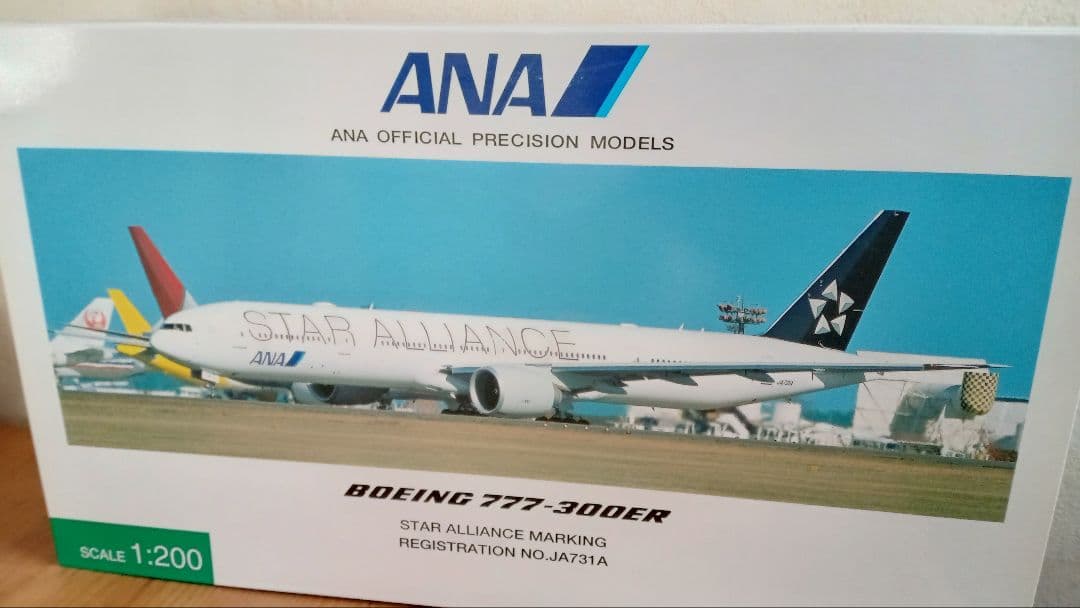 ANA
ANA OFFICIAL PRECISION MODELS
STAR ALLIANCE
ANA
BOEING 777-300ER
STAR ALLIANCE MARKING
REGISTRATION NO.JA731A
SCALE 1:200